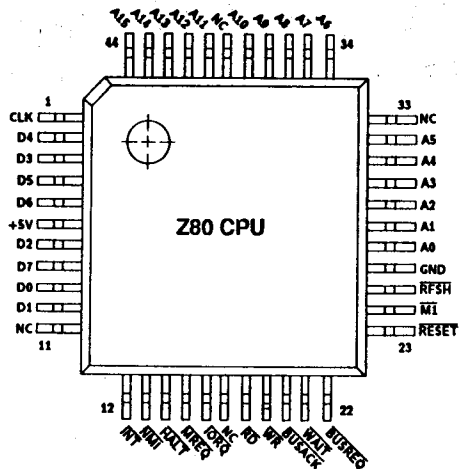 A15 A14 A13 A12 A11 NC A10 A9 A8 A7 A6
44 34
1 33
CLK NC
D4 A5
D3 A4
D5 A3
D6 A2
+5V A1
Z80 CPU
D2 A0
D7 GND
D0 RFSH
D1 M1
NC RESET
11 23
12 22
INT NMI HALT MREQ IORQ NC RD WR BUSACK WAIT BUSREQ